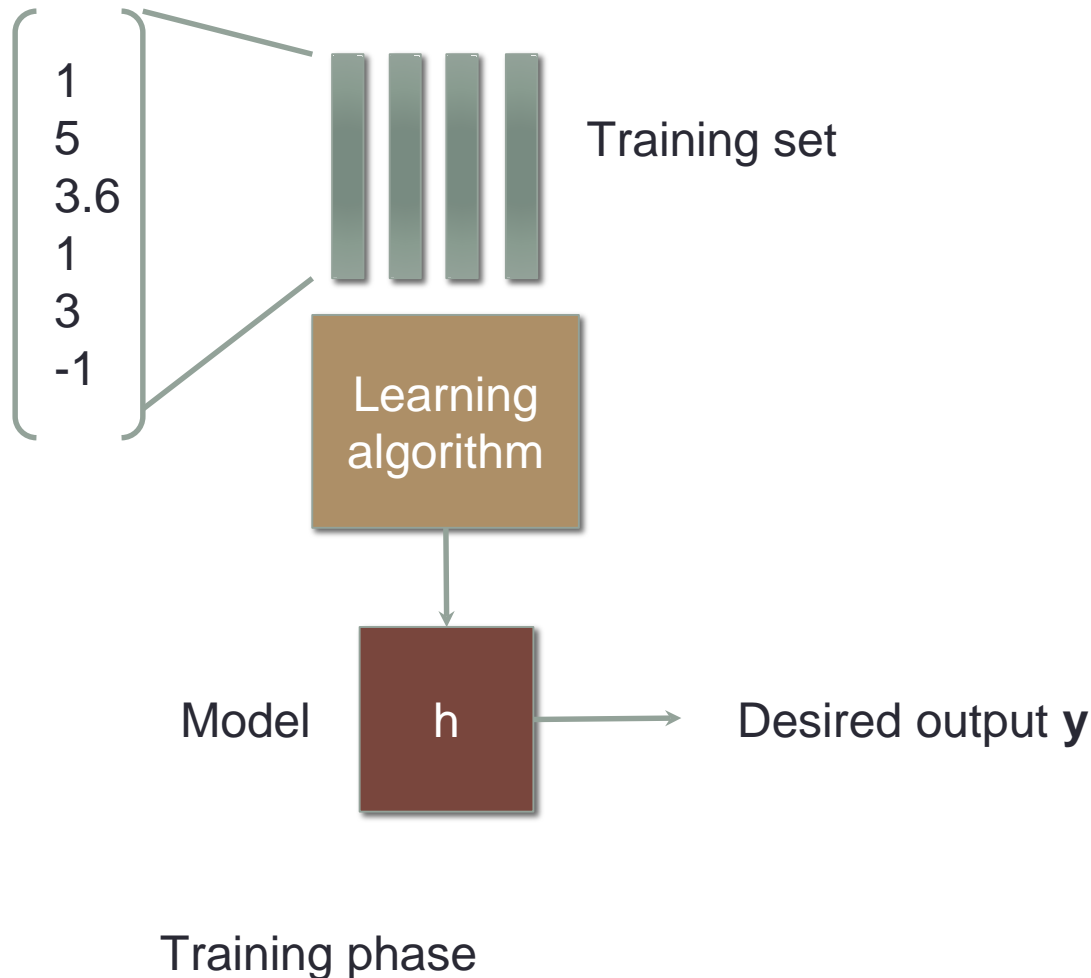 1
5
3.6
1
3
-1
Training set
Learning
algorithm
Model
h
Desired output y
Training phase